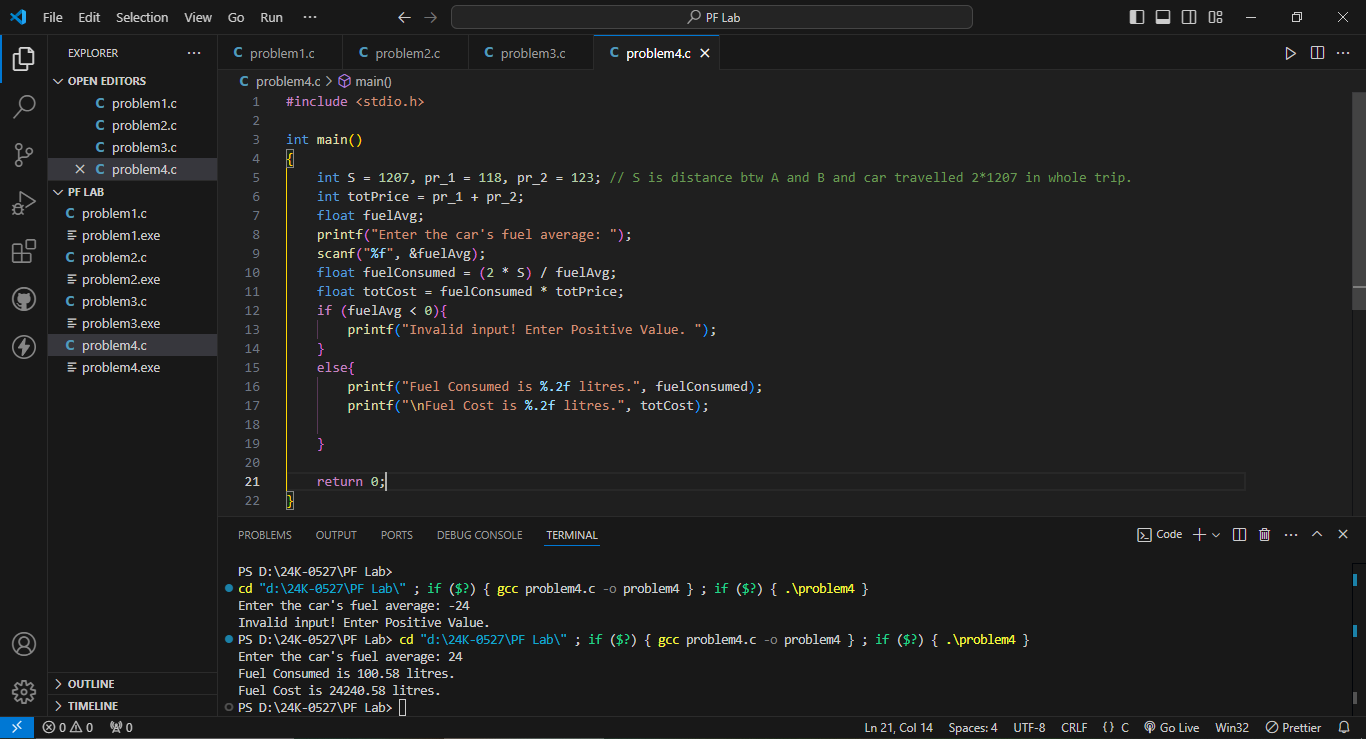 File Edit Selection View Go Run ··· PF Lab
EXPLORER ···
OPEN EDITORS
C problem1.c
C problem2.c
C problem3.c
C problem4.c
PF LAB
C problem1.c
problem1.exe
C problem2.c
problem2.exe
C problem3.c
problem3.exe
C problem4.c
problem4.exe
OUTLINE
TIMELINE
C problem1.c C problem2.c C problem3.c C problem4.c
C problem4.c > main()
1 #include <stdio.h>
2
3 int main()
4 {
5 int S = 1207, pr_1 = 118, pr_2 = 123; // S is distance btw A and B and car travelled 2*1207 in whole trip.
6 int totPrice = pr_1 + pr_2;
7 float fuelAvg;
8 printf("Enter the car's fuel average: ");
9 scanf("%f", &fuelAvg);
10 float fuelConsumed = (2 * S) / fuelAvg;
11 float totCost = fuelConsumed * totPrice;
12 if (fuelAvg < 0){
13 printf("Invalid input! Enter Positive Value. ");
14 }
15 else{
16 printf("Fuel Consumed is %.2f litres.", fuelConsumed);
17 printf("\nFuel Cost is %.2f litres.", totCost);
18
19 }
20
21 return 0;
22 }
PROBLEMS OUTPUT PORTS DEBUG CONSOLE TERMINAL Code
PS D:\24K-0527\PF Lab>
cd "d:\24K-0527\PF Lab\" ; if ($?) { gcc problem4.c -o problem4 } ; if ($?) { .\problem4 }
Enter the car's fuel average: -24
Invalid input! Enter Positive Value.
PS D:\24K-0527\PF Lab> cd "d:\24K-0527\PF Lab\" ; if ($?) { gcc problem4.c -o problem4 } ; if ($?) { .\problem4 }
Enter the car's fuel average: 24
Fuel Consumed is 100.58 litres.
Fuel Cost is 24240.58 litres.
PS D:\24K-0527\PF Lab>
0 0 0 Ln 21, Col 14 Spaces: 4 UTF-8 CRLF {} C Go Live Win32 Prettier